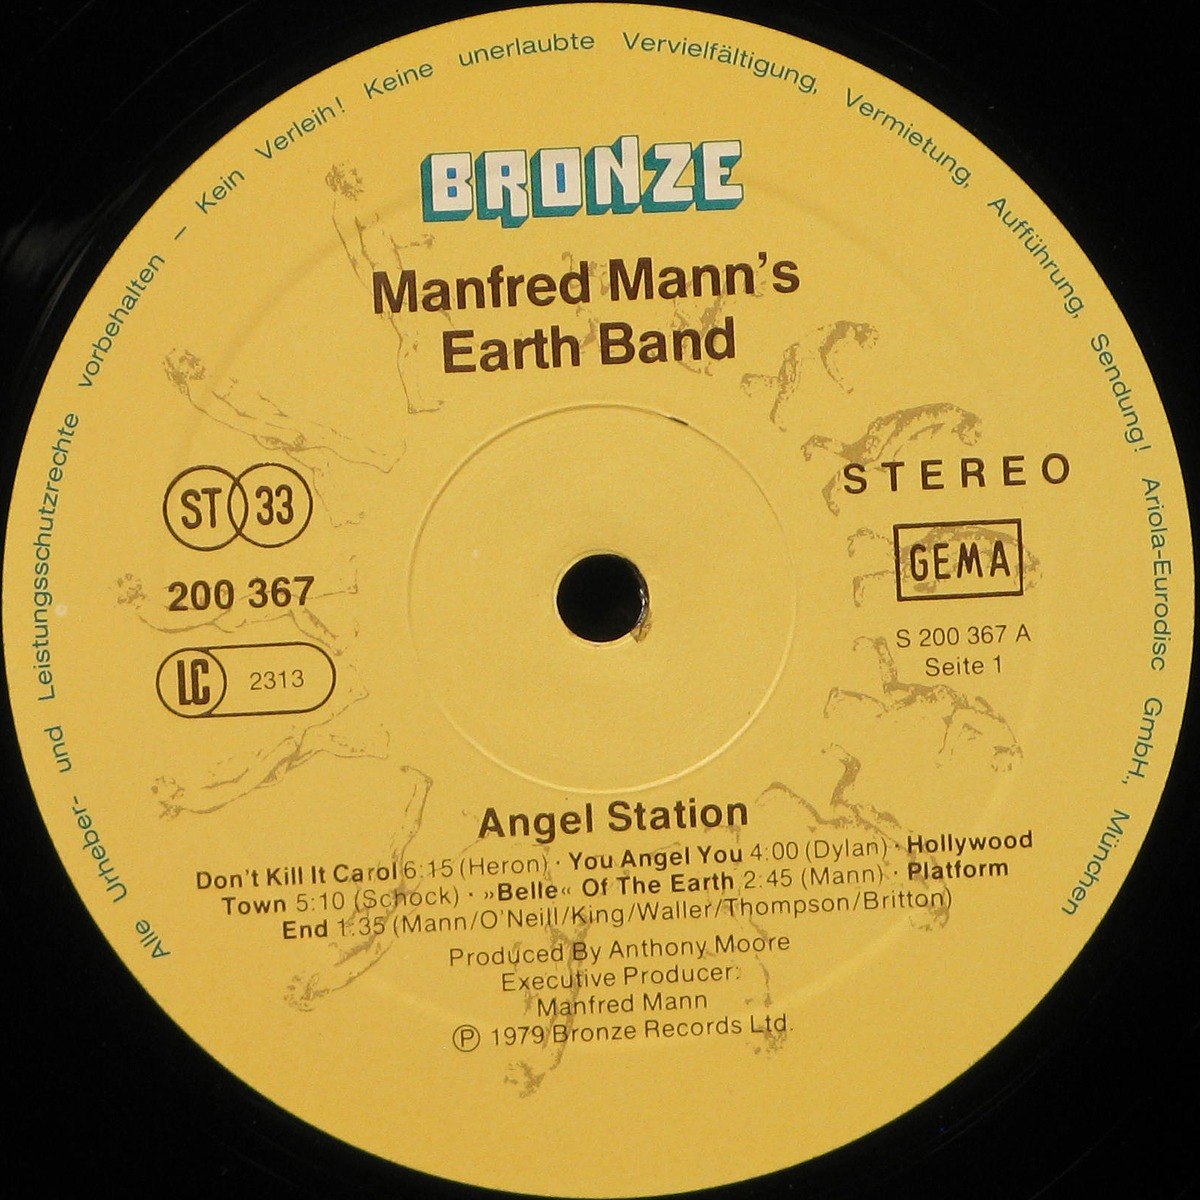 Alle Urheber- und Leistungsschutzrechte vorbehalten – Kein Verleih! Keine unerlaubte Vervielfältigung, Vermietung, Aufführung, Sendung! Ariola-Eurodisc GmbH., München
BRONZE
Manfred Mann's
Earth Band
ST 33
200 367
LC 2313
STEREO
GEMA
S 200 367 A
Seite 1
Angel Station
Don't Kill It Carol 6:15 (Heron) · You Angel You 4:00 (Dylan) · Hollywood
Town 5:10 (Schock) · »Belle« Of The Earth 2:45 (Mann) · Platform
End 1:35 (Mann/O'Neill/King/Waller/Thompson/Britton)
Produced By Anthony Moore
Executive Producer:
Manfred Mann
Ⓟ 1979 Bronze Records Ltd.